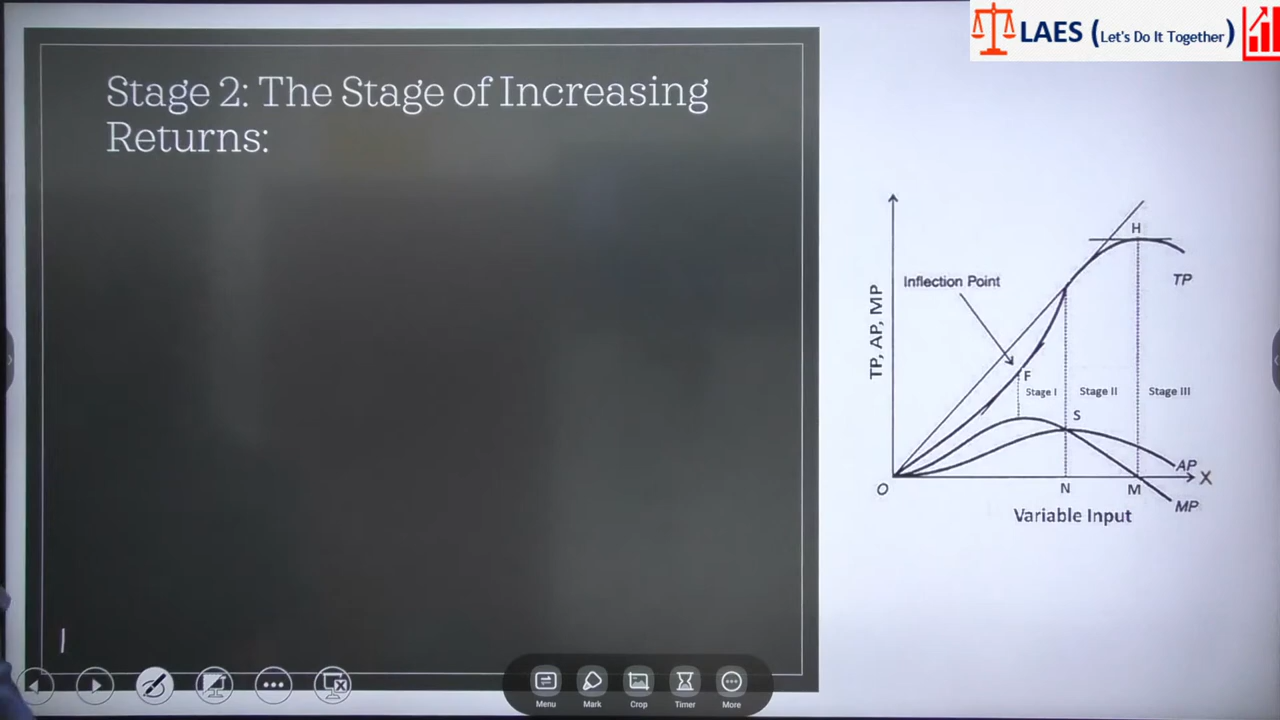 LAES (Let's Do It Together)
Stage 2: The Stage of Increasing
Returns:
H
TP
Inflection Point
TP, AP, MP
F
Stage I
Stage II
Stage III
S
AP
X
O
N
M
MP
Variable Input
Menu
Mark
Crop
Timer
More